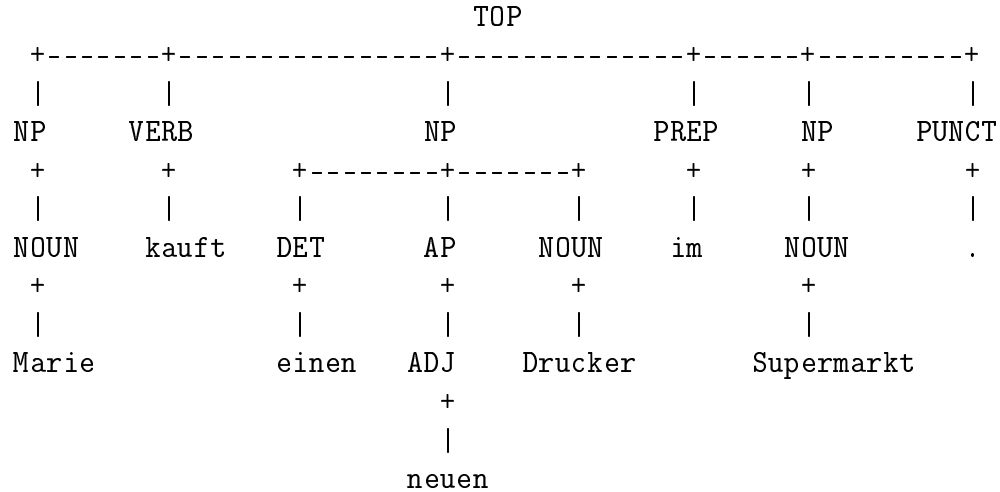 TOP
+-------+----------------+--------------+------+---------+
| | | | | |
NP VERB NP PREP NP PUNCT
+ + +--------+-------+ + + +
| | | | | | | |
NOUN kauft DET AP NOUN im NOUN .
+ + + + +
| | | | |
Marie einen ADJ Drucker Supermarkt
+
|
neuen